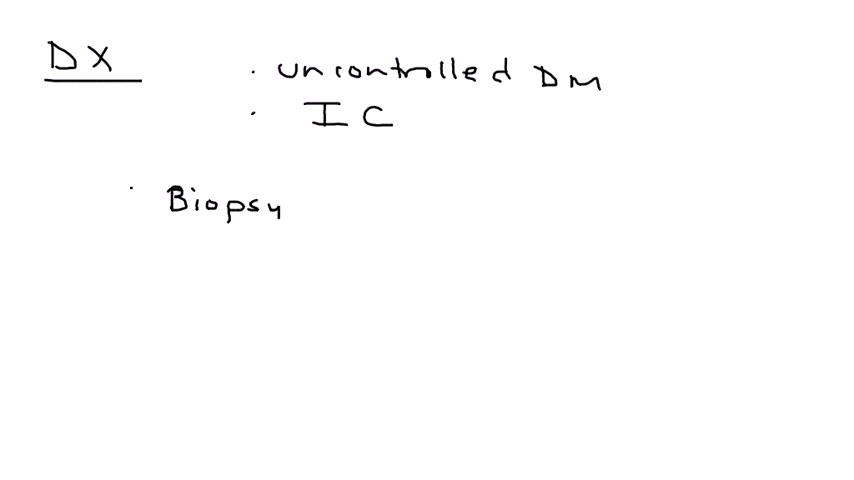 DX
· uncontrolled DM
· IC
· Biopsy